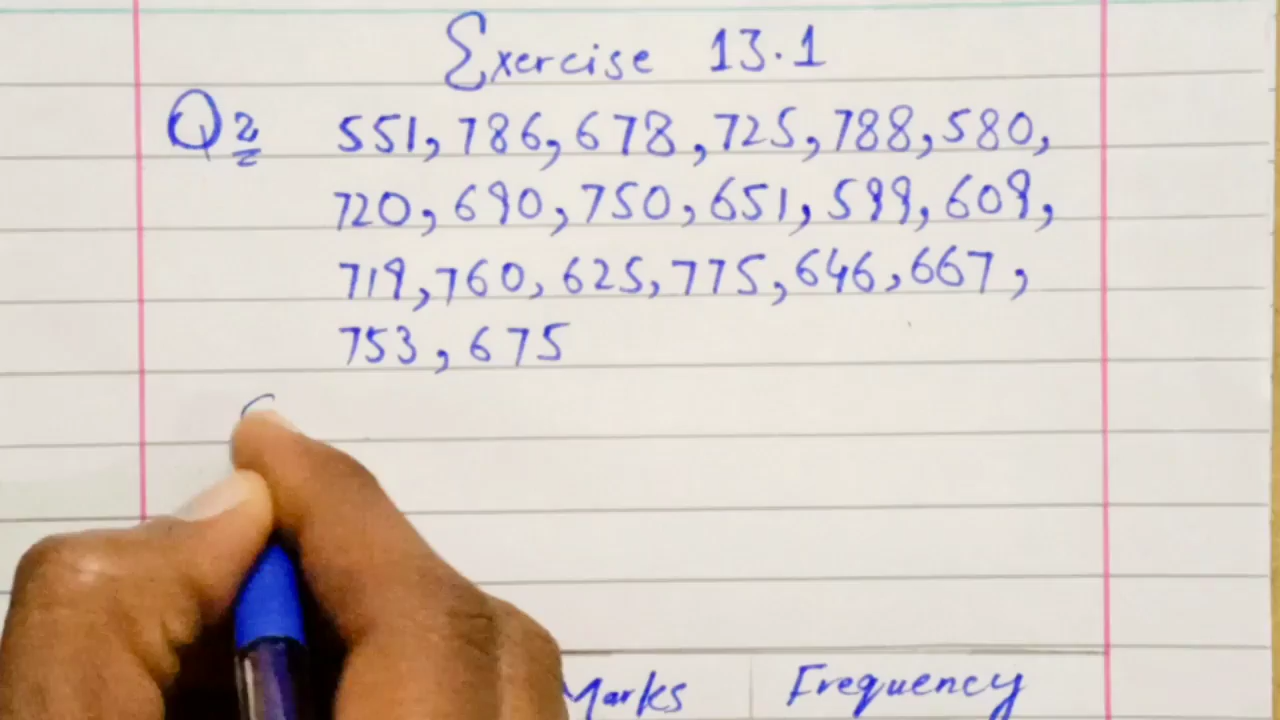 Exercise 13.1
Q2 551, 786, 678, 725, 788, 580,
720, 690, 750, 651, 599, 609,
719, 760, 625, 775, 646, 667,
753, 675
Marks Frequency